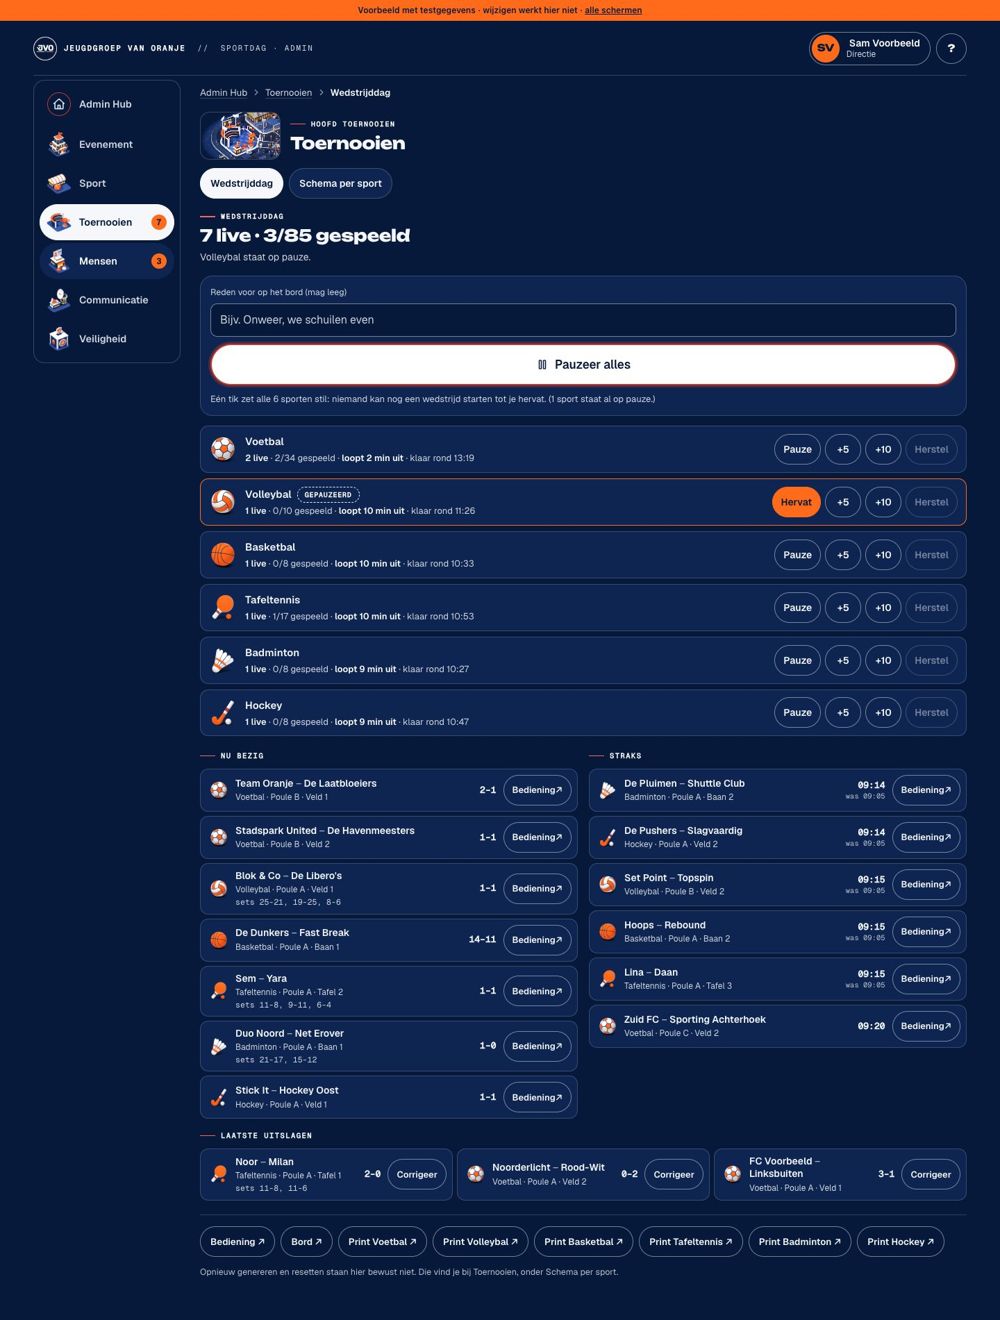 Voorbeeld met testgegevens · wijzigen werkt hier niet · alle schermen
JVO JEUGDGROEP VAN ORANJE // SPORTDAG · ADMIN
SV Sam Voorbeeld
Directie
?
Admin Hub
Evenement
Sport
Toernooien 7
Mensen 3
Communicatie
Veiligheid
Admin Hub > Toernooien > Wedstrijddag
HOOFD TOERNOOIEN
Toernooien
Wedstrijddag Schema per sport
WEDSTRIJDDAG
7 live · 3/85 gespeeld
Volleybal staat op pauze.
Reden voor op het bord (mag leeg)
Bijv. Onweer, we schuilen even
Pauzeer alles
Eén tik zet alle 6 sporten stil: niemand kan nog een wedstrijd starten tot je hervat. (1 sport staat al op pauze.)
Voetbal
2 live · 2/34 gespeeld · loopt 2 min uit · klaar rond 13:19
Pauze +5 +10 Herstel
Volleybal GEPAUZEERD
1 live · 0/10 gespeeld · loopt 10 min uit · klaar rond 11:26
Hervat +5 +10 Herstel
Basketbal
1 live · 0/8 gespeeld · loopt 10 min uit · klaar rond 10:33
Pauze +5 +10 Herstel
Tafeltennis
1 live · 1/17 gespeeld · loopt 10 min uit · klaar rond 10:53
Pauze +5 +10 Herstel
Badminton
1 live · 0/8 gespeeld · loopt 9 min uit · klaar rond 10:27
Pauze +5 +10 Herstel
Hockey
1 live · 0/8 gespeeld · loopt 9 min uit · klaar rond 10:47
Pauze +5 +10 Herstel
NU BEZIG
Team Oranje – De Laatbloeiers
Voetbal · Poule B · Veld 1
2–1 Bediening↗
Stadspark United – De Havenmeesters
Voetbal · Poule B · Veld 2
1–1 Bediening↗
Blok & Co – De Libero's
Volleybal · Poule A · Veld 1
sets 25-21, 19-25, 8-6
1–1 Bediening↗
De Dunkers – Fast Break
Basketbal · Poule A · Baan 1
14–11 Bediening↗
Sem – Yara
Tafeltennis · Poule A · Tafel 2
sets 11-8, 9-11, 6-4
1–1 Bediening↗
Duo Noord – Net Erover
Badminton · Poule A · Baan 1
sets 21-17, 15-12
1–0 Bediening↗
Stick It – Hockey Oost
Hockey · Poule A · Veld 1
1–1 Bediening↗
STRAKS
De Pluimen – Shuttle Club
Badminton · Poule A · Baan 2
09:14
was 09:05
Bediening↗
De Pushers – Slagvaardig
Hockey · Poule A · Veld 2
09:14
was 09:05
Bediening↗
Set Point – Topspin
Volleybal · Poule B · Veld 2
09:15
was 09:05
Bediening↗
Hoops – Rebound
Basketbal · Poule A · Baan 2
09:15
was 09:05
Bediening↗
Lina – Daan
Tafeltennis · Poule A · Tafel 3
09:15
was 09:05
Bediening↗
Zuid FC – Sporting Achterhoek
Voetbal · Poule C · Veld 2
09:20
Bediening↗
LAATSTE UITSLAGEN
Noor – Milan
Tafeltennis · Poule A · Tafel 1
sets 11-8, 11-6
2–0 Corrigeer
Noorderlicht – Rood-Wit
Voetbal · Poule A · Veld 2
0–2 Corrigeer
FC Voorbeeld –
Linksbuiten
Voetbal · Poule A · Veld 1
3–1 Corrigeer
Bediening ↗ Bord ↗ Print Voetbal ↗ Print Volleybal ↗ Print Basketbal ↗ Print Tafeltennis ↗ Print Badminton ↗ Print Hockey ↗
Opnieuw genereren en resetten staan hier bewust niet. Die vind je bij Toernooien, onder Schema per sport.